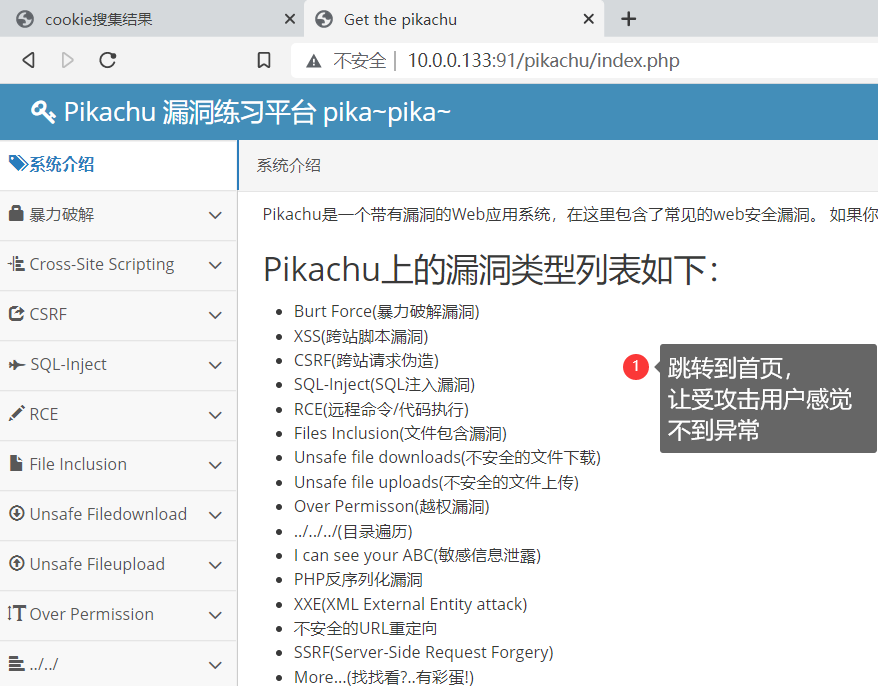 cookie搜集结果
Get the pikachu
不安全 | 10.0.0.133:91/pikachu/index.php
Pikachu 漏洞练习平台 pika~pika~
系统介绍
暴力破解
Cross-Site Scripting
CSRF
SQL-Inject
RCE
File Inclusion
Unsafe Filedownload
Unsafe Fileupload
Over Permission
../../
系统介绍
Pikachu是一个带有漏洞的Web应用系统，在这里包含了常见的web安全漏洞。 如果你
Pikachu上的漏洞类型列表如下：
Burt Force(暴力破解漏洞)
XSS(跨站脚本漏洞)
CSRF(跨站请求伪造)
SQL-Inject(SQL注入漏洞)
RCE(远程命令/代码执行)
Files Inclusion(文件包含漏洞)
Unsafe file downloads(不安全的文件下载)
Unsafe file uploads(不安全的文件上传)
Over Permisson(越权漏洞)
../../../(目录遍历)
I can see your ABC(敏感信息泄露)
PHP反序列化漏洞
XXE(XML External Entity attack)
不安全的URL重定向
SSRF(Server-Side Request Forgery)
More...(找找看?..有彩蛋!)
1
跳转到首页，
让受攻击用户感觉
不到异常